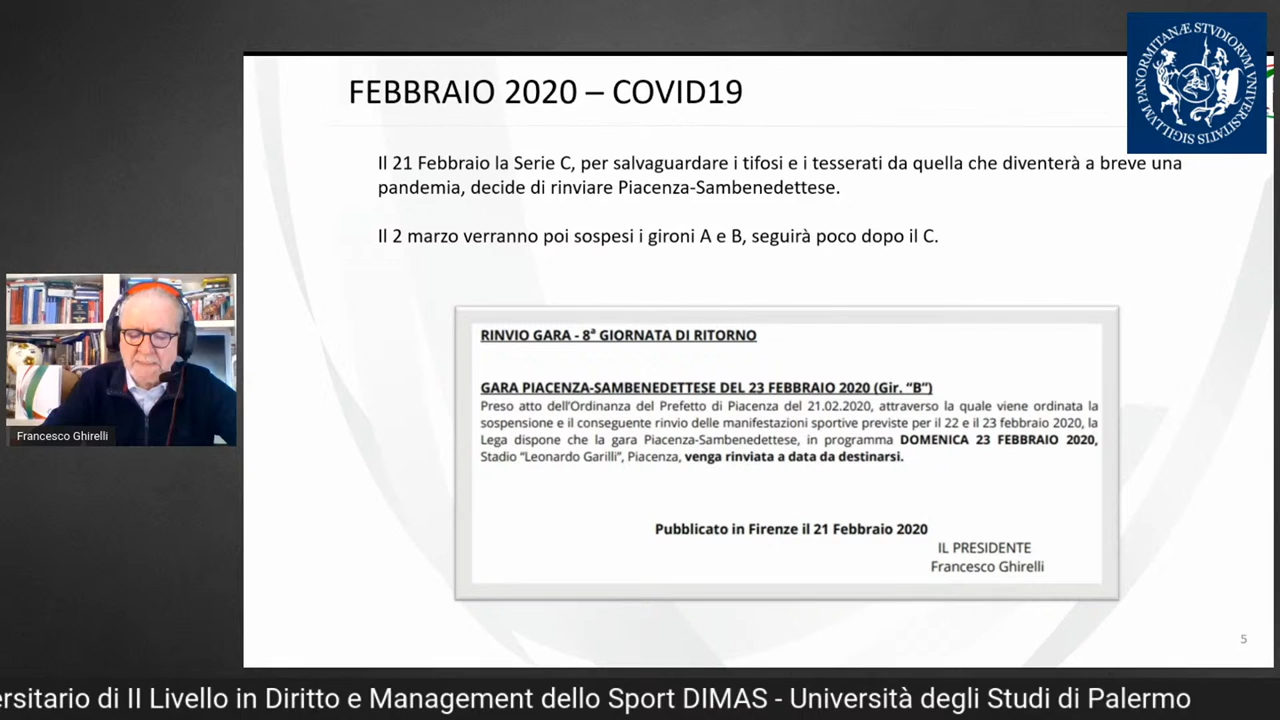 FEBBRAIO 2020 – COVID19
SIGILLVM PANORMITANÆ STVDIORVM VNIVERSITATIS
Il 21 Febbraio la Serie C, per salvaguardare i tifosi e i tesserati da quella che diventerà a breve una
pandemia, decide di rinviare Piacenza-Sambenedettese.
Il 2 marzo verranno poi sospesi i gironi A e B, seguirà poco dopo il C.
RINVIO GARA - 8ª GIORNATA DI RITORNO
GARA PIACENZA-SAMBENEDETTESE DEL 23 FEBBRAIO 2020 (Gir. “B”)
Preso atto dell’Ordinanza del Prefetto di Piacenza del 21.02.2020, attraverso la quale viene ordinata la
sospensione e il conseguente rinvio delle manifestazioni sportive previste per il 22 e il 23 febbraio 2020, la
Lega dispone che la gara Piacenza-Sambenedettese, in programma DOMENICA 23 FEBBRAIO 2020,
Stadio “Leonardo Garilli”, Piacenza, venga rinviata a data da destinarsi.
Pubblicato in Firenze il 21 Febbraio 2020
IL PRESIDENTE
Francesco Ghirelli
5
Francesco Ghirelli
ersitario di II Livello in Diritto e Management dello Sport DIMAS - Università degli Studi di Palermo